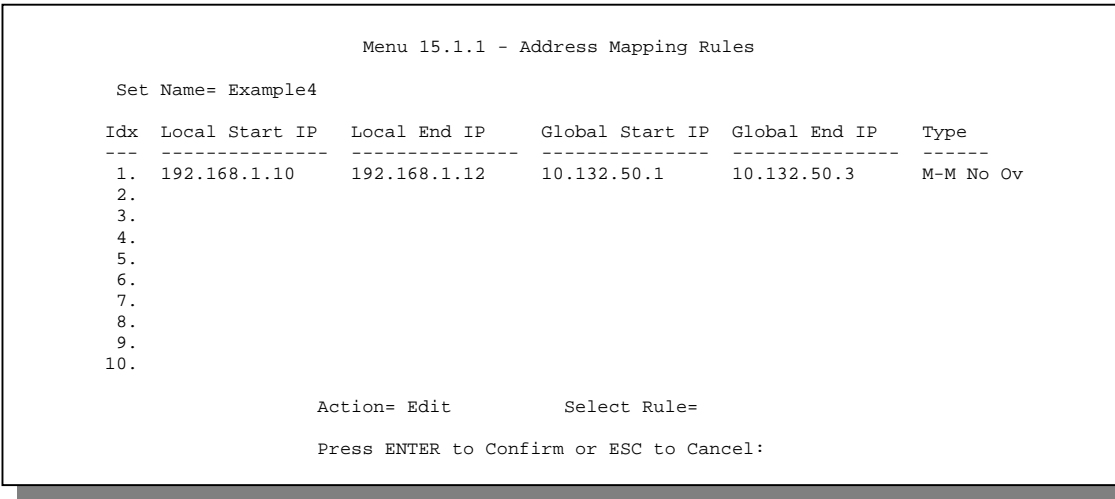 Menu 15.1.1 - Address Mapping Rules
Set Name= Example4
Idx Local Start IP Local End IP Global Start IP Global End IP Type
--- --------------- --------------- --------------- --------------- ------
1. 192.168.1.10 192.168.1.12 10.132.50.1 10.132.50.3 M-M No Ov
2.
3.
4.
5.
6.
7.
8.
9.
10.
Action= Edit Select Rule=
Press ENTER to Confirm or ESC to Cancel: